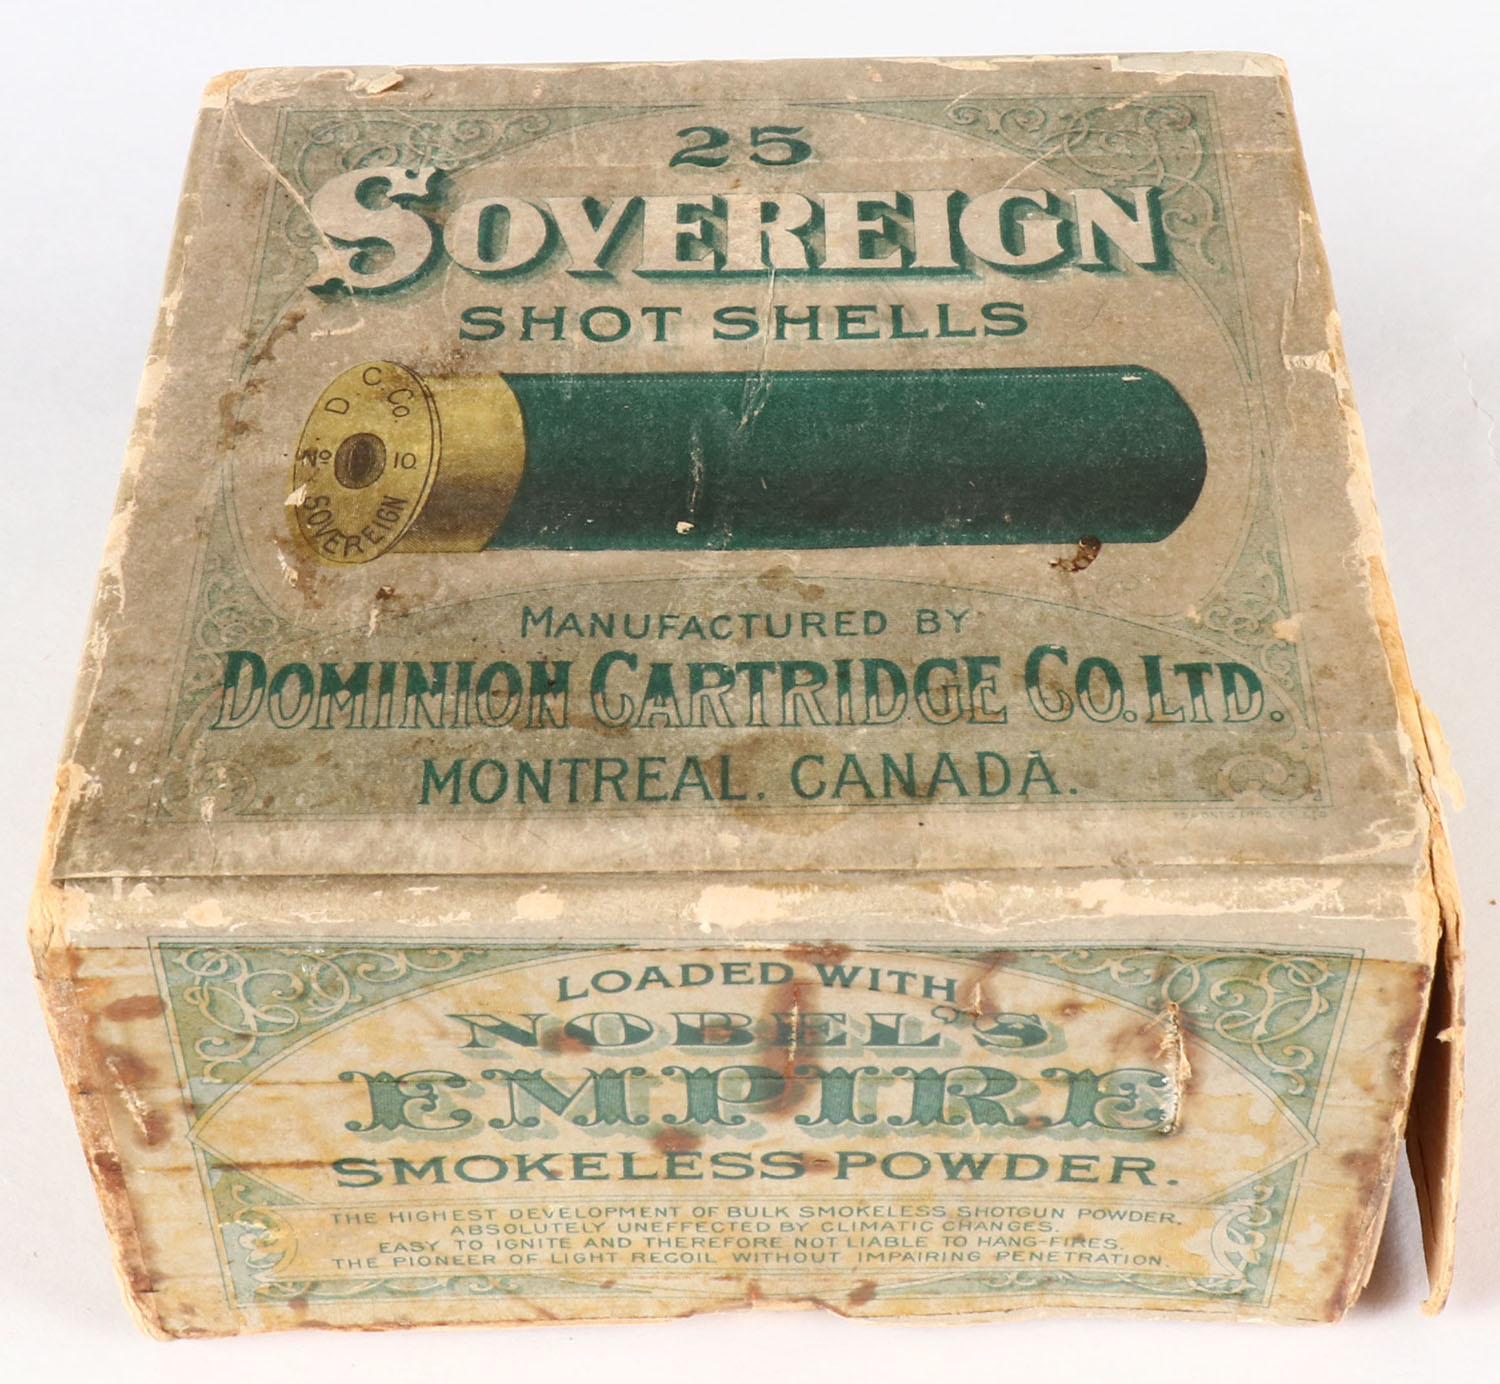 25
SOVEREIGN
SHOT SHELLS
D C Co.
No 10
SOVEREIGN
MANUFACTURED BY
DOMINION CARTRIDGE CO. LTD.
MONTREAL, CANADA.
LOADED WITH
NOBEL'S
EMPIRE
SMOKELESS POWDER.
THE HIGHEST DEVELOPMENT OF BULK SMOKELESS SHOTGUN POWDER,
ABSOLUTELY UNEFFECTED BY CLIMATIC CHANGES.
EASY TO IGNITE AND THEREFORE NOT LIABLE TO HANG-FIRES.
THE PIONEER OF LIGHT RECOIL WITHOUT IMPAIRING PENETRATION.